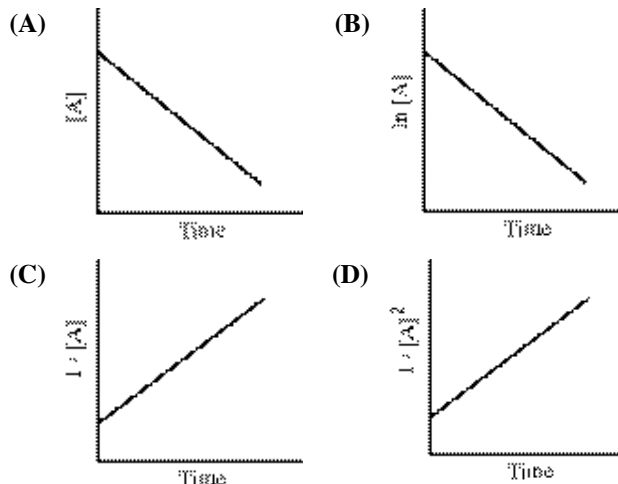 (A)
[A]
Time
(B)
ln [A]
Time
(C)
1 / [A]
Time
(D)
1 / [A]²
Time